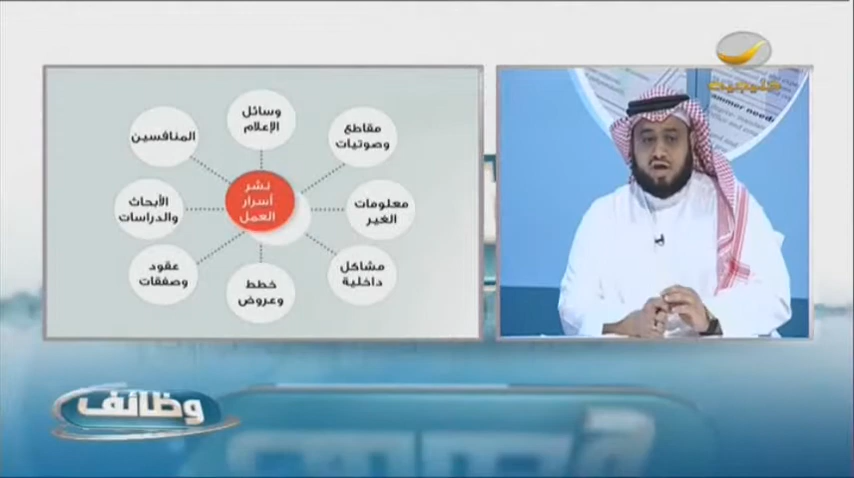 خليجية
وسائل
الإعلام
مقاطع
وصوتيات
المنافسين
نشر
أسرار
العمل
معلومات
الغير
الأبحاث
والدراسات
مشاكل
داخلية
عقود
وصفقات
خطط
وعروض
وظائف